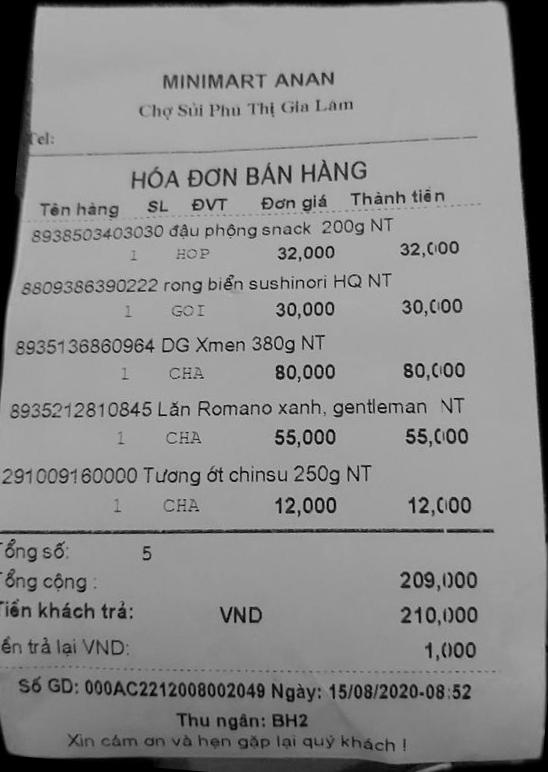 MINIMART ANAN
Chợ Sủi Phú Thị Gia Lâm
Tel:
HÓA ĐƠN BÁN HÀNG
Tên hàng SL ĐVT Đơn giá Thành tiền
8938503403030 đậu phộng snack 200g NT
1 HOP 32,000 32,000
8809386390222 rong biển sushinori HQ NT
1 GOI 30,000 30,000
8935136860964 DG Xmen 380g NT
1 CHA 80,000 80,000
8935212810845 Lăn Romano xanh, gentleman NT
1 CHA 55,000 55,000
291009160000 Tương ớt chinsu 250g NT
1 CHA 12,000 12,000
Tổng số: 5
Tổng cộng : 209,000
Tiền khách trả: VND 210,000
ền trả lại VND: 1,000
Số GD: 000AC2212008002049 Ngày: 15/08/2020-08:52
Thu ngân: BH2
Xin cảm ơn và hẹn gặp lại quý khách !